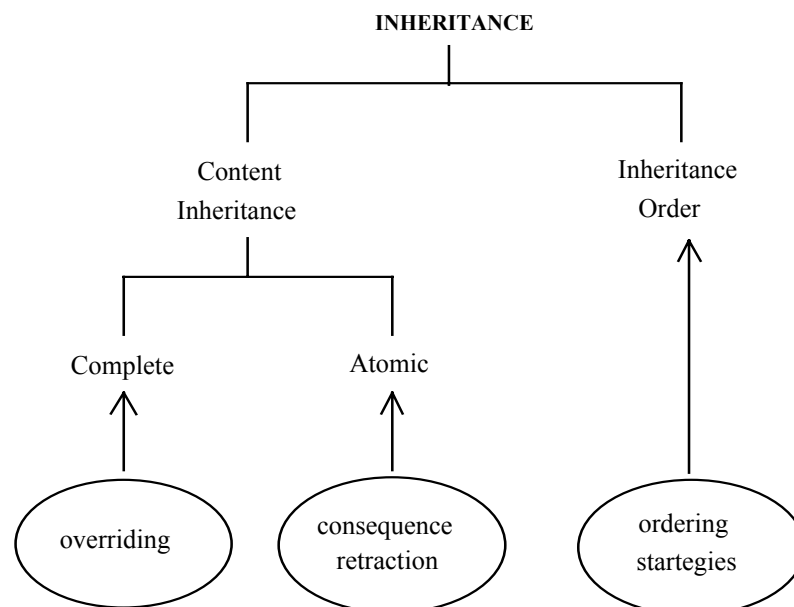 INHERITANCE
Content
Inheritance
Inheritance
Order
Complete
Atomic
overriding
consequence
retraction
ordering
startegies